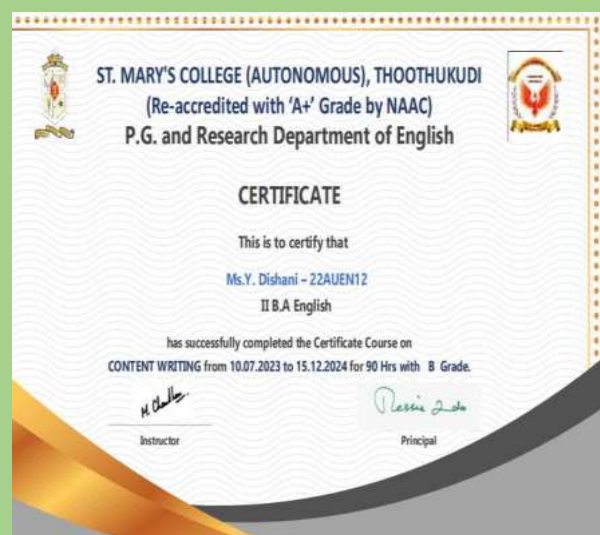 ST. MARY'S COLLEGE (AUTONOMOUS), THOOTHUKUDI
(Re-accredited with 'A+' Grade by NAAC)
P.G. and Research Department of English
CERTIFICATE
This is to certify that
Ms.Y. Dishani – 22AUEN12
II B.A English
has successfully completed the Certificate Course on
CONTENT WRITING from 10.07.2023 to 15.12.2024 for 90 Hrs with B Grade.
Instructor
Principal